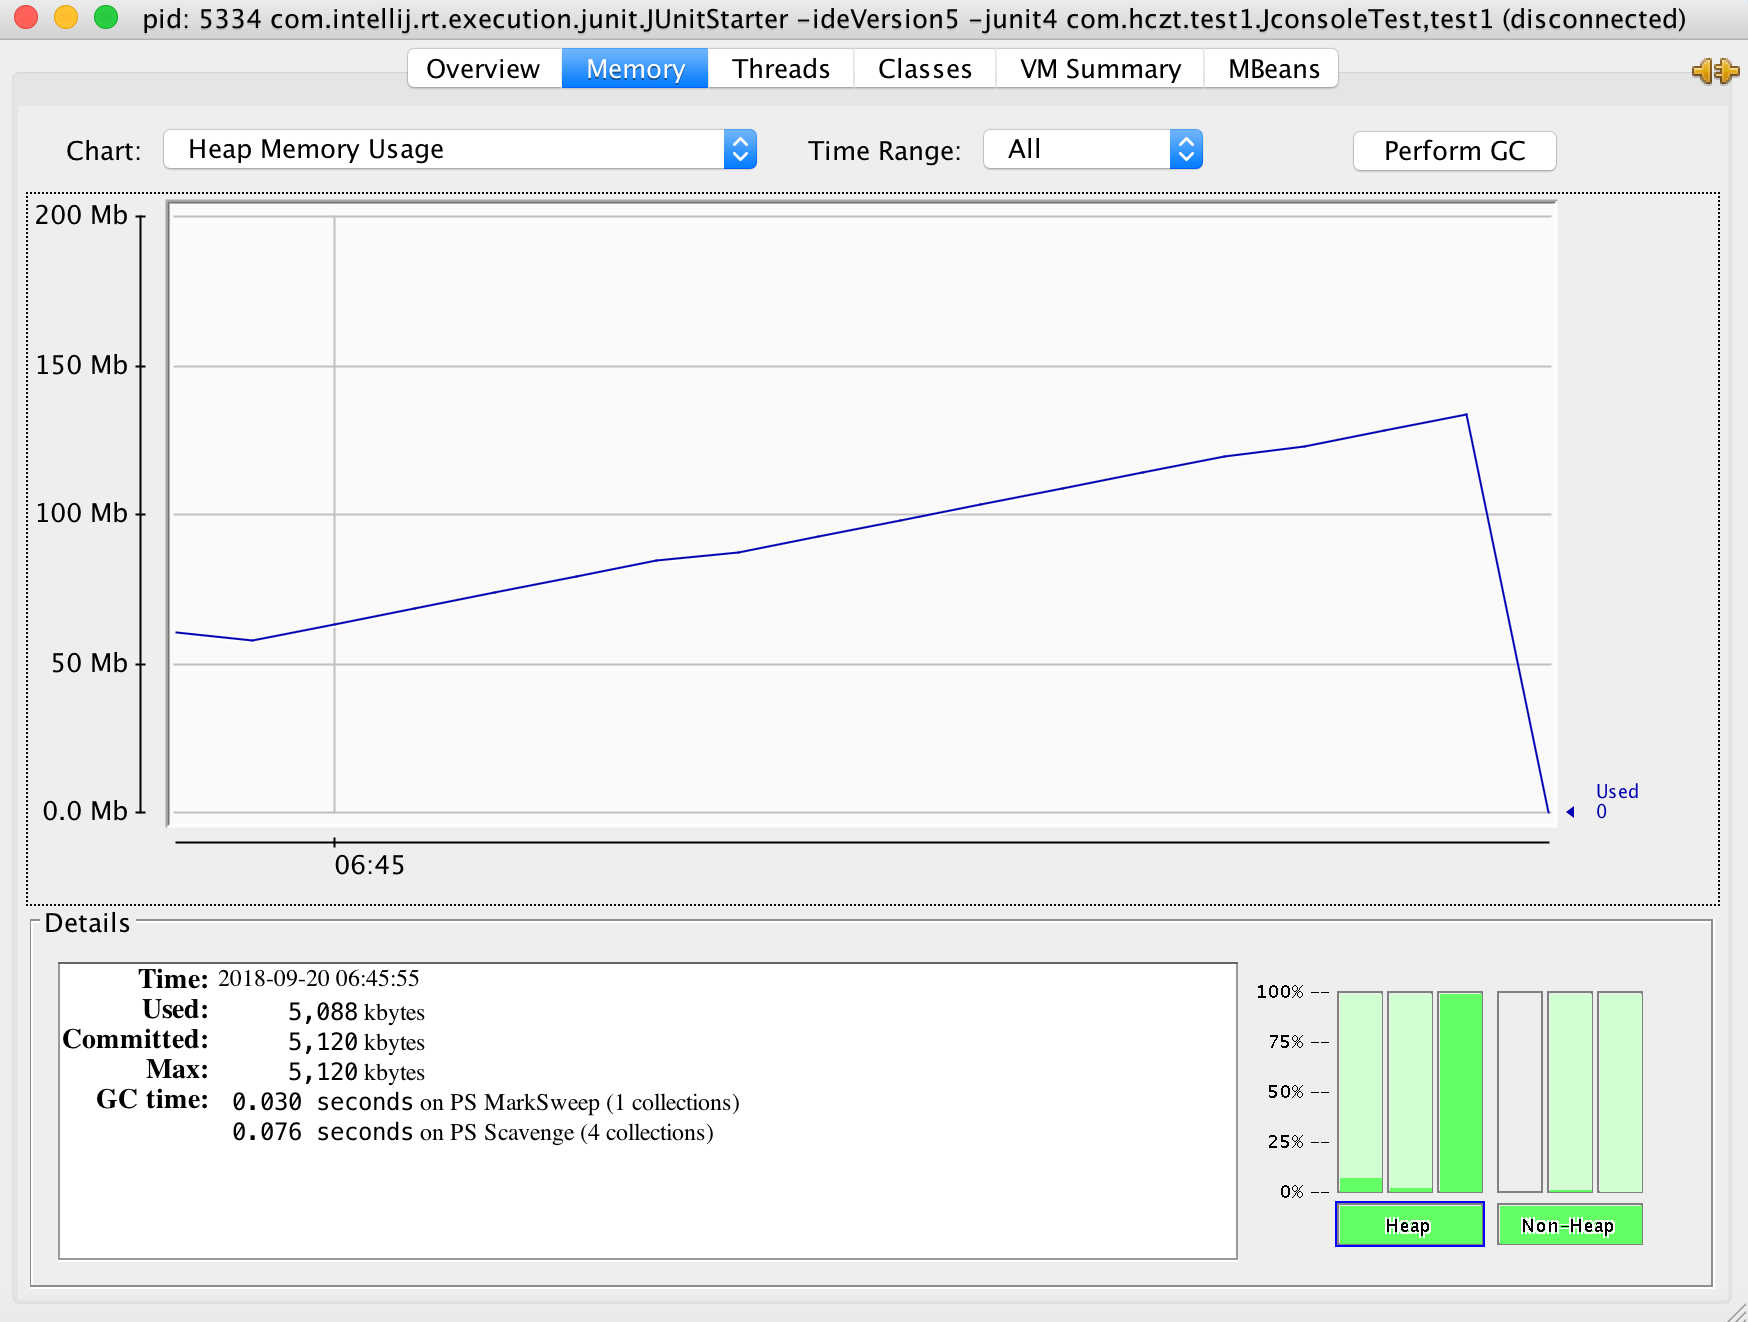 pid: 5334 com.intellij.rt.execution.junit.JUnitStarter -ideVersion5 -junit4 com.hczt.test1.JconsoleTest,test1 (disconnected)
Overview Memory Threads Classes VM Summary MBeans
Chart: Heap Memory Usage Time Range: All Perform GC
200 Mb
150 Mb
100 Mb
50 Mb
0.0 Mb
Used
0
06:45
Details
Time: 2018-09-20 06:45:55
Used: 5,088 kbytes
Committed: 5,120 kbytes
Max: 5,120 kbytes
GC time: 0.030 seconds on PS MarkSweep (1 collections)
0.076 seconds on PS Scavenge (4 collections)
100% --
75% --
50% --
25% --
0% --
Heap Non-Heap